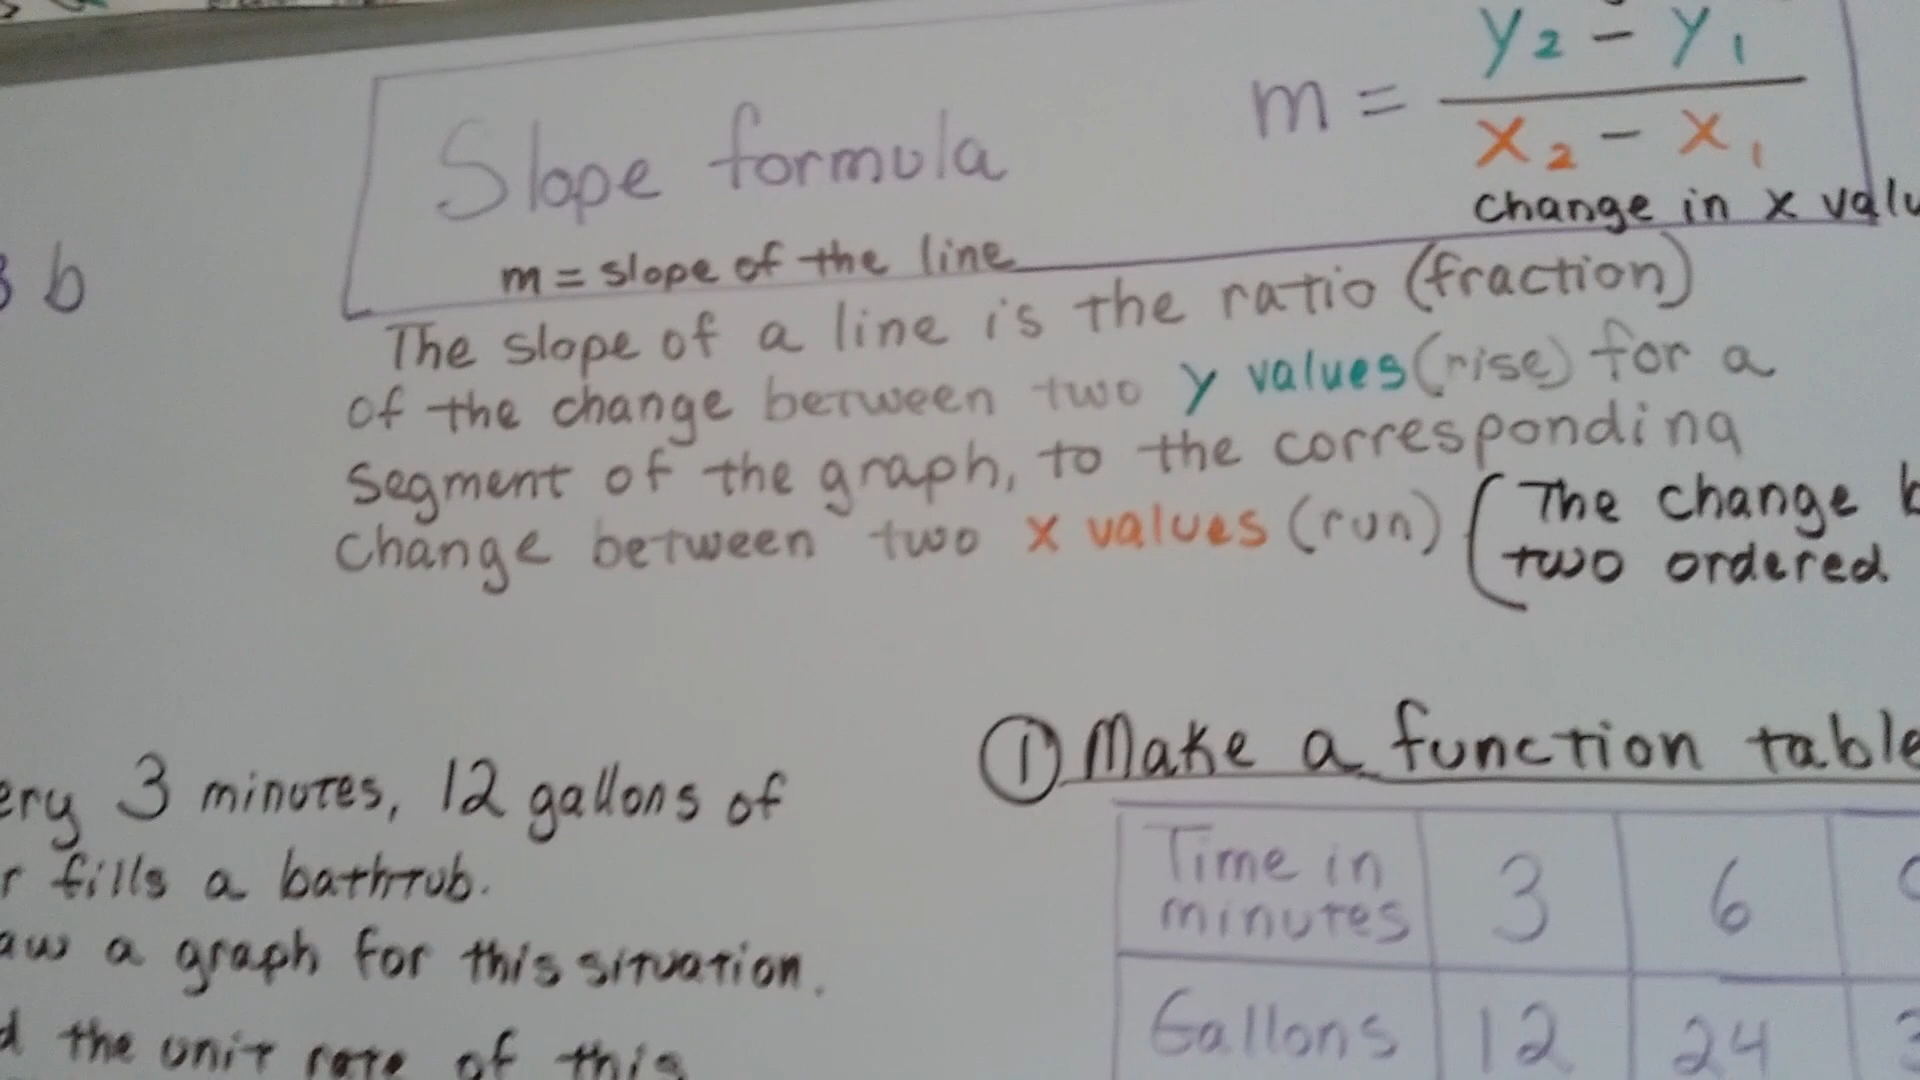 y2 - y1
m =
x2 - x1
Slope formula
change in x
m = slope of the line
b
The slope of a line is the ratio (fraction)
of the change between two y values (rise) for a
segment of the graph, to the corresponding
change between two x values (run)
(The change
two ordered
3 minutes, 12 gallons of
fills a bathtub.
a graph for this situation.
the unit rate of this
① Make a function table
Time in minutes 3 6
Gallons 12 24